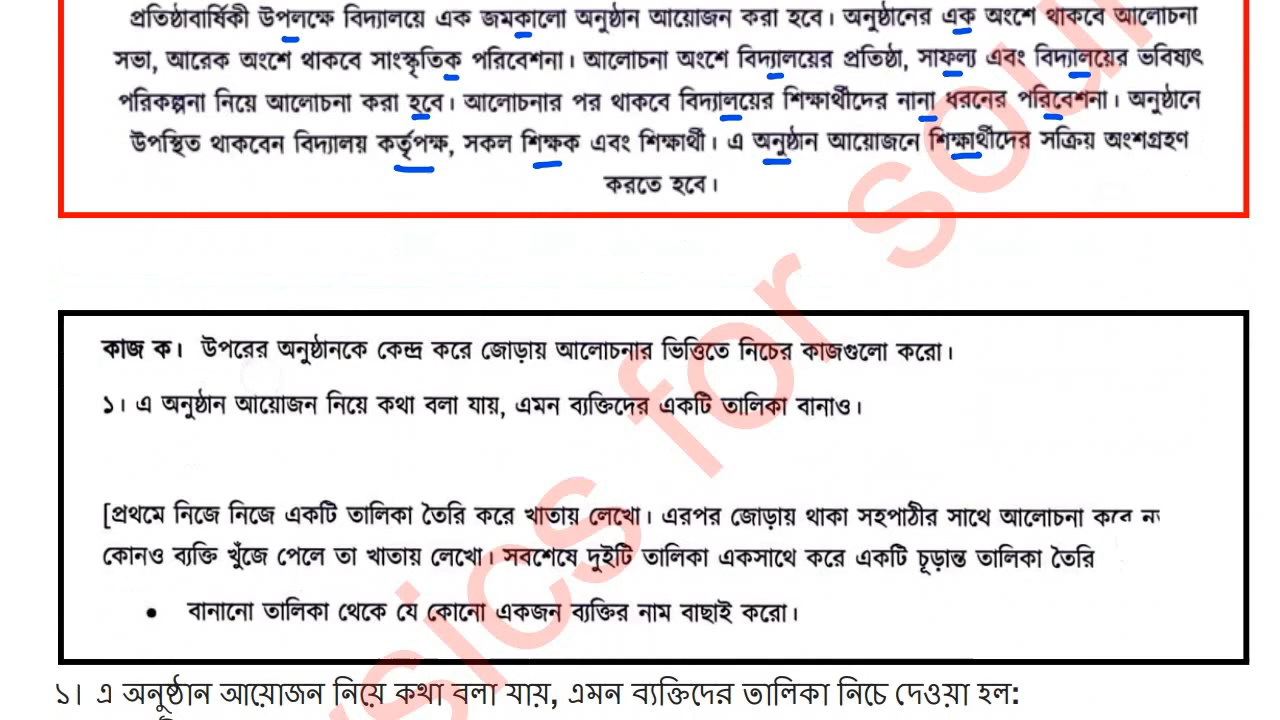 প্রতিষ্ঠাবার্ষিকী উপলক্ষে বিদ্যালয়ে এক জমকালো অনুষ্ঠান আয়োজন করা হবে। অনুষ্ঠানের এক অংশে থাকবে আলোচনা
সভা, আরেক অংশে থাকবে সাংস্কৃতিক পরিবেশনা। আলোচনা অংশে বিদ্যালয়ের প্রতিষ্ঠা, সাফল্য এবং বিদ্যালয়ের ভবিষ্যৎ
পরিকল্পনা নিয়ে আলোচনা করা হবে। আলোচনার পর থাকবে বিদ্যালয়ের শিক্ষার্থীদের নানা ধরনের পরিবেশনা। অনুষ্ঠানে
উপস্থিত থাকবেন বিদ্যালয় কর্তৃপক্ষ, সকল শিক্ষক এবং শিক্ষার্থী। এ অনুষ্ঠান আয়োজনে শিক্ষার্থীদের সক্রিয় অংশগ্রহণ
করতে হবে।
কাজ ক। উপরের অনুষ্ঠানকে কেন্দ্র করে জোড়ায় আলোচনার ভিত্তিতে নিচের কাজগুলো করো।
১। এ অনুষ্ঠান আয়োজন নিয়ে কথা বলা যায়, এমন ব্যক্তিদের একটি তালিকা বানাও।
[প্রথমে নিজে নিজে একটি তালিকা তৈরি করে খাতায় লেখো। এরপর জোড়ায় থাকা সহপাঠীর সাথে আলোচনা করে
কোনও ব্যক্তি খুঁজে পেলে তা খাতায় লেখো। সবশেষে দুইটি তালিকা একসাথে করে একটি চূড়ান্ত তালিকা তৈরি
• বানানো তালিকা থেকে যে কোনো একজন ব্যক্তির নাম বাছাই করো।
১। এ অনুষ্ঠান আয়োজন নিয়ে কথা বলা যায়, এমন ব্যক্তিদের তালিকা নিচে দেওয়া হল:
sics for soul